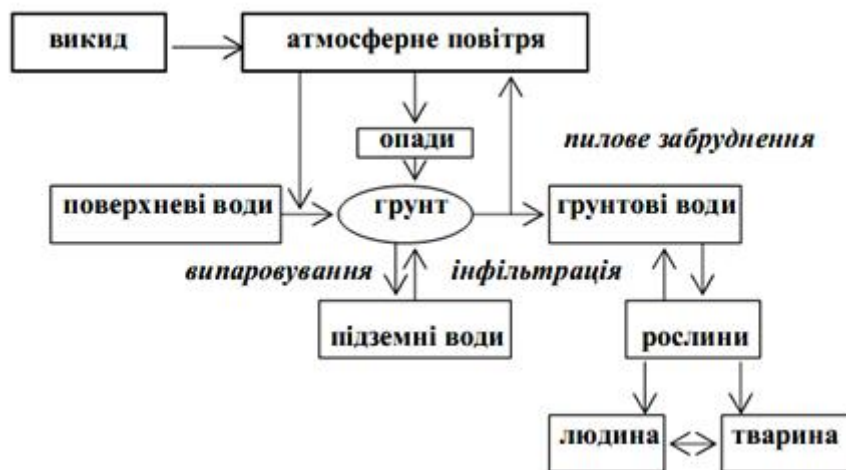 викид
атмосферне повітря
опади
пилове забруднення
поверхневі води
грунт
грунтові води
випаровування
інфільтрація
підземні води
рослини
людина
тварина